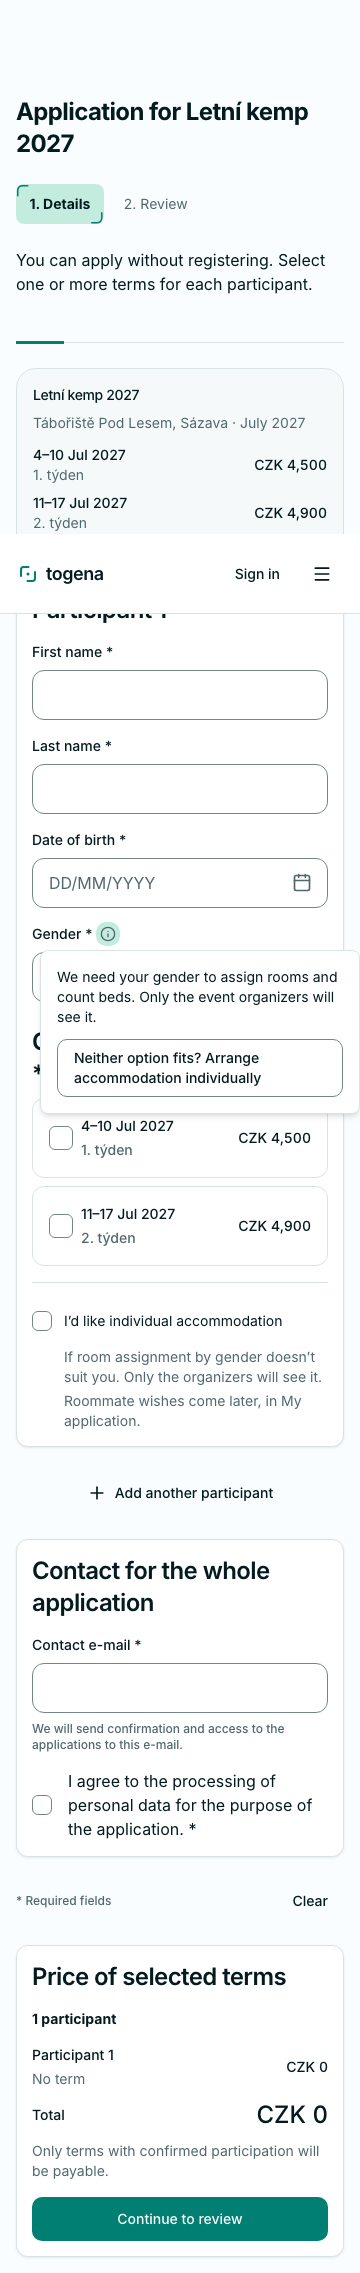 Application for Letní kemp
2027
1. Details
2. Review
You can apply without registering. Select
one or more terms for each participant.
Letní kemp 2027
Tábořiště Pod Lesem, Sázava · July 2027
4–10 Jul 2027
CZK 4,500
1. týden
11–17 Jul 2027
CZK 4,900
2. týden
togena
Sign in
Participant 1
First name *
Last name *
Date of birth *
DD/MM/YYYY
Gender *
We need your gender to assign rooms and
count beds. Only the event organizers will
see it.
Neither option fits? Arrange
accommodation individually
*
4–10 Jul 2027
CZK 4,500
1. týden
11–17 Jul 2027
CZK 4,900
2. týden
I’d like individual accommodation
If room assignment by gender doesn’t
suit you. Only the organizers will see it.
Roommate wishes come later, in My
application.
Add another participant
Contact for the whole
application
Contact e-mail *
We will send confirmation and access to the
applications to this e-mail.
I agree to the processing of
personal data for the purpose of
the application. *
* Required fields
Clear
Price of selected terms
1 participant
Participant 1
CZK 0
No term
Total
CZK 0
Only terms with confirmed participation will
be payable.
Continue to review